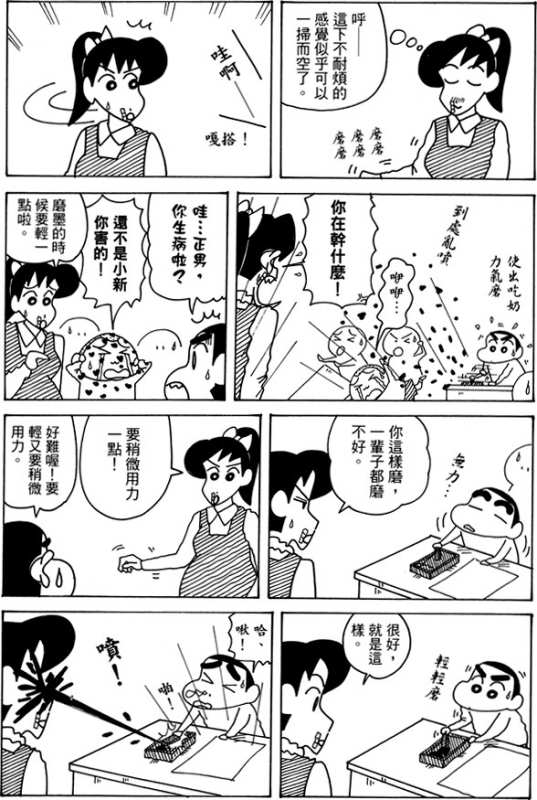 呼——
這下不耐煩的
感覺似乎可以
一掃而空了。
磨磨
磨磨
磨磨
哇啊——
嘎搭！
使出吃奶
力氣磨
到處亂噴
咿咿…
你在幹什麼！
哇…正男，
你生病啦？
還不是小新
你害的！
磨墨的時
候要輕一
點啦。
無力…
你這樣磨，
一輩子都磨
不好。
要稍微用力
一點！
好難喔！要
輕又要稍微
用力。
很好，
就是這
樣。
輕輕磨
哈、
啾！
啪！
噴！